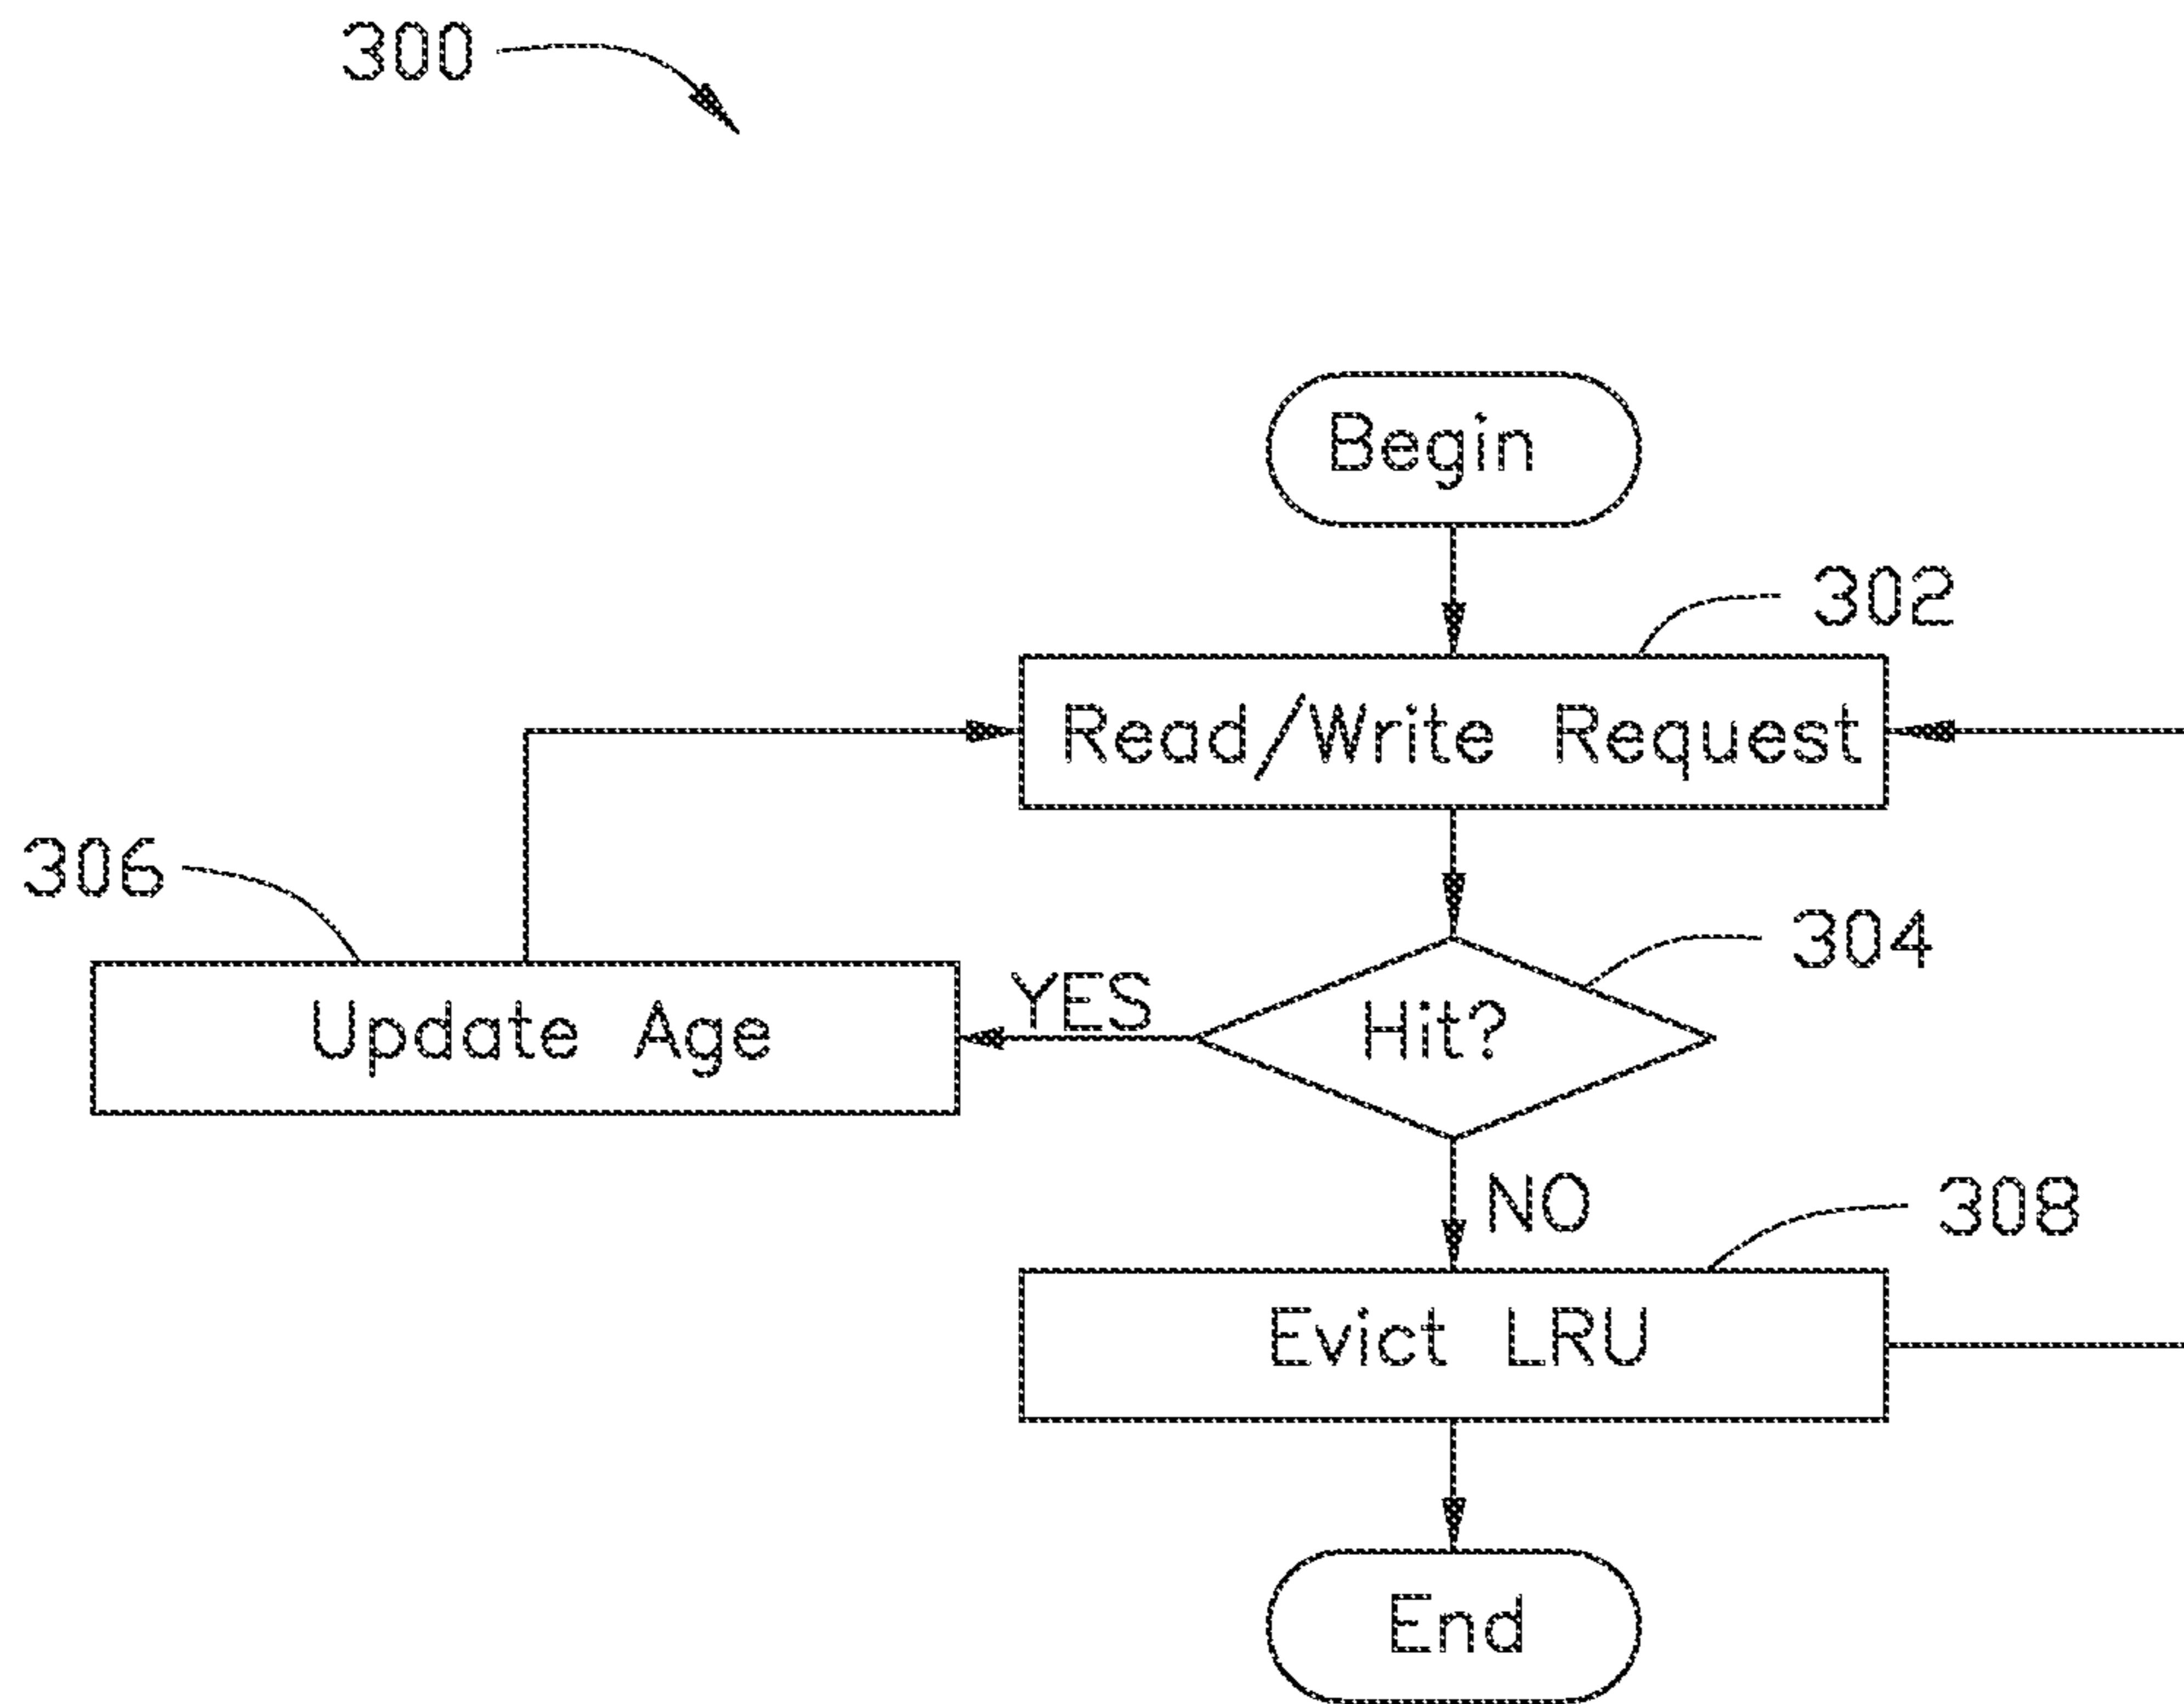 300
Begin
302
Read/Write Request
306
304
YES
Hit?
Update Age
NO
308
Evict LRU
End